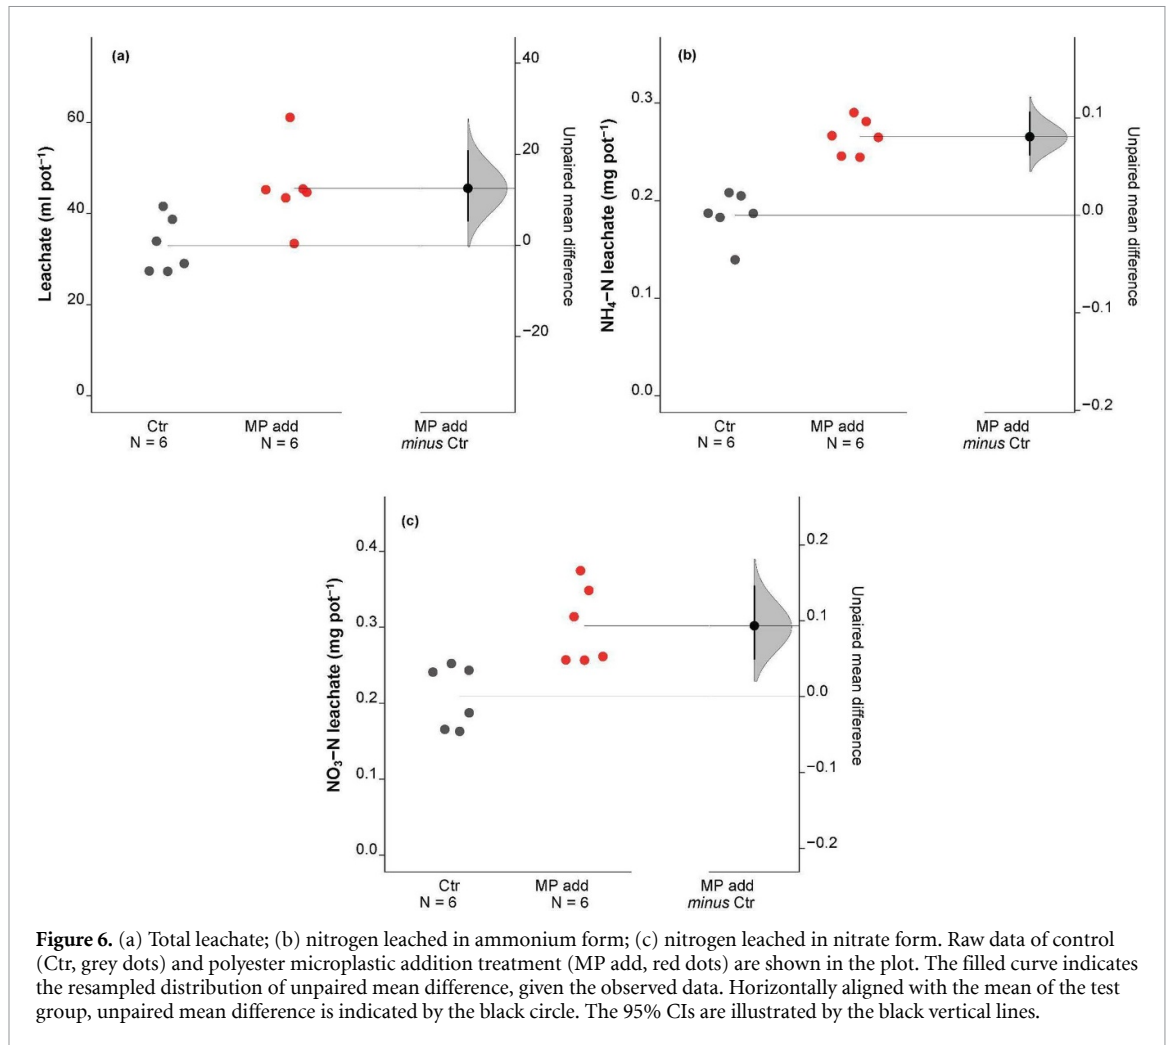 (a)
Leachate (ml pot⁻¹)
60
40
20
0
40
20
0
−20
Unpaired mean difference
Ctr
N = 6
MP add
N = 6
MP add
minus Ctr
(b)
NH₄−N leachate (mg pot⁻¹)
0.3
0.2
0.1
0.0
0.1
0.0
−0.1
−0.2
Unpaired mean difference
Ctr
N = 6
MP add
N = 6
MP add
minus Ctr
(c)
NO₃−N leachate (mg pot⁻¹)
0.4
0.3
0.2
0.1
0.0
0.2
0.1
0.0
−0.1
−0.2
Unpaired mean difference
Ctr
N = 6
MP add
N = 6
MP add
minus Ctr
Figure 6. (a) Total leachate; (b) nitrogen leached in ammonium form; (c) nitrogen leached in nitrate form. Raw data of control
(Ctr, grey dots) and polyester microplastic addition treatment (MP add, red dots) are shown in the plot. The filled curve indicates
the resampled distribution of unpaired mean difference, given the observed data. Horizontally aligned with the mean of the test
group, unpaired mean difference is indicated by the black circle. The 95% CIs are illustrated by the black vertical lines.